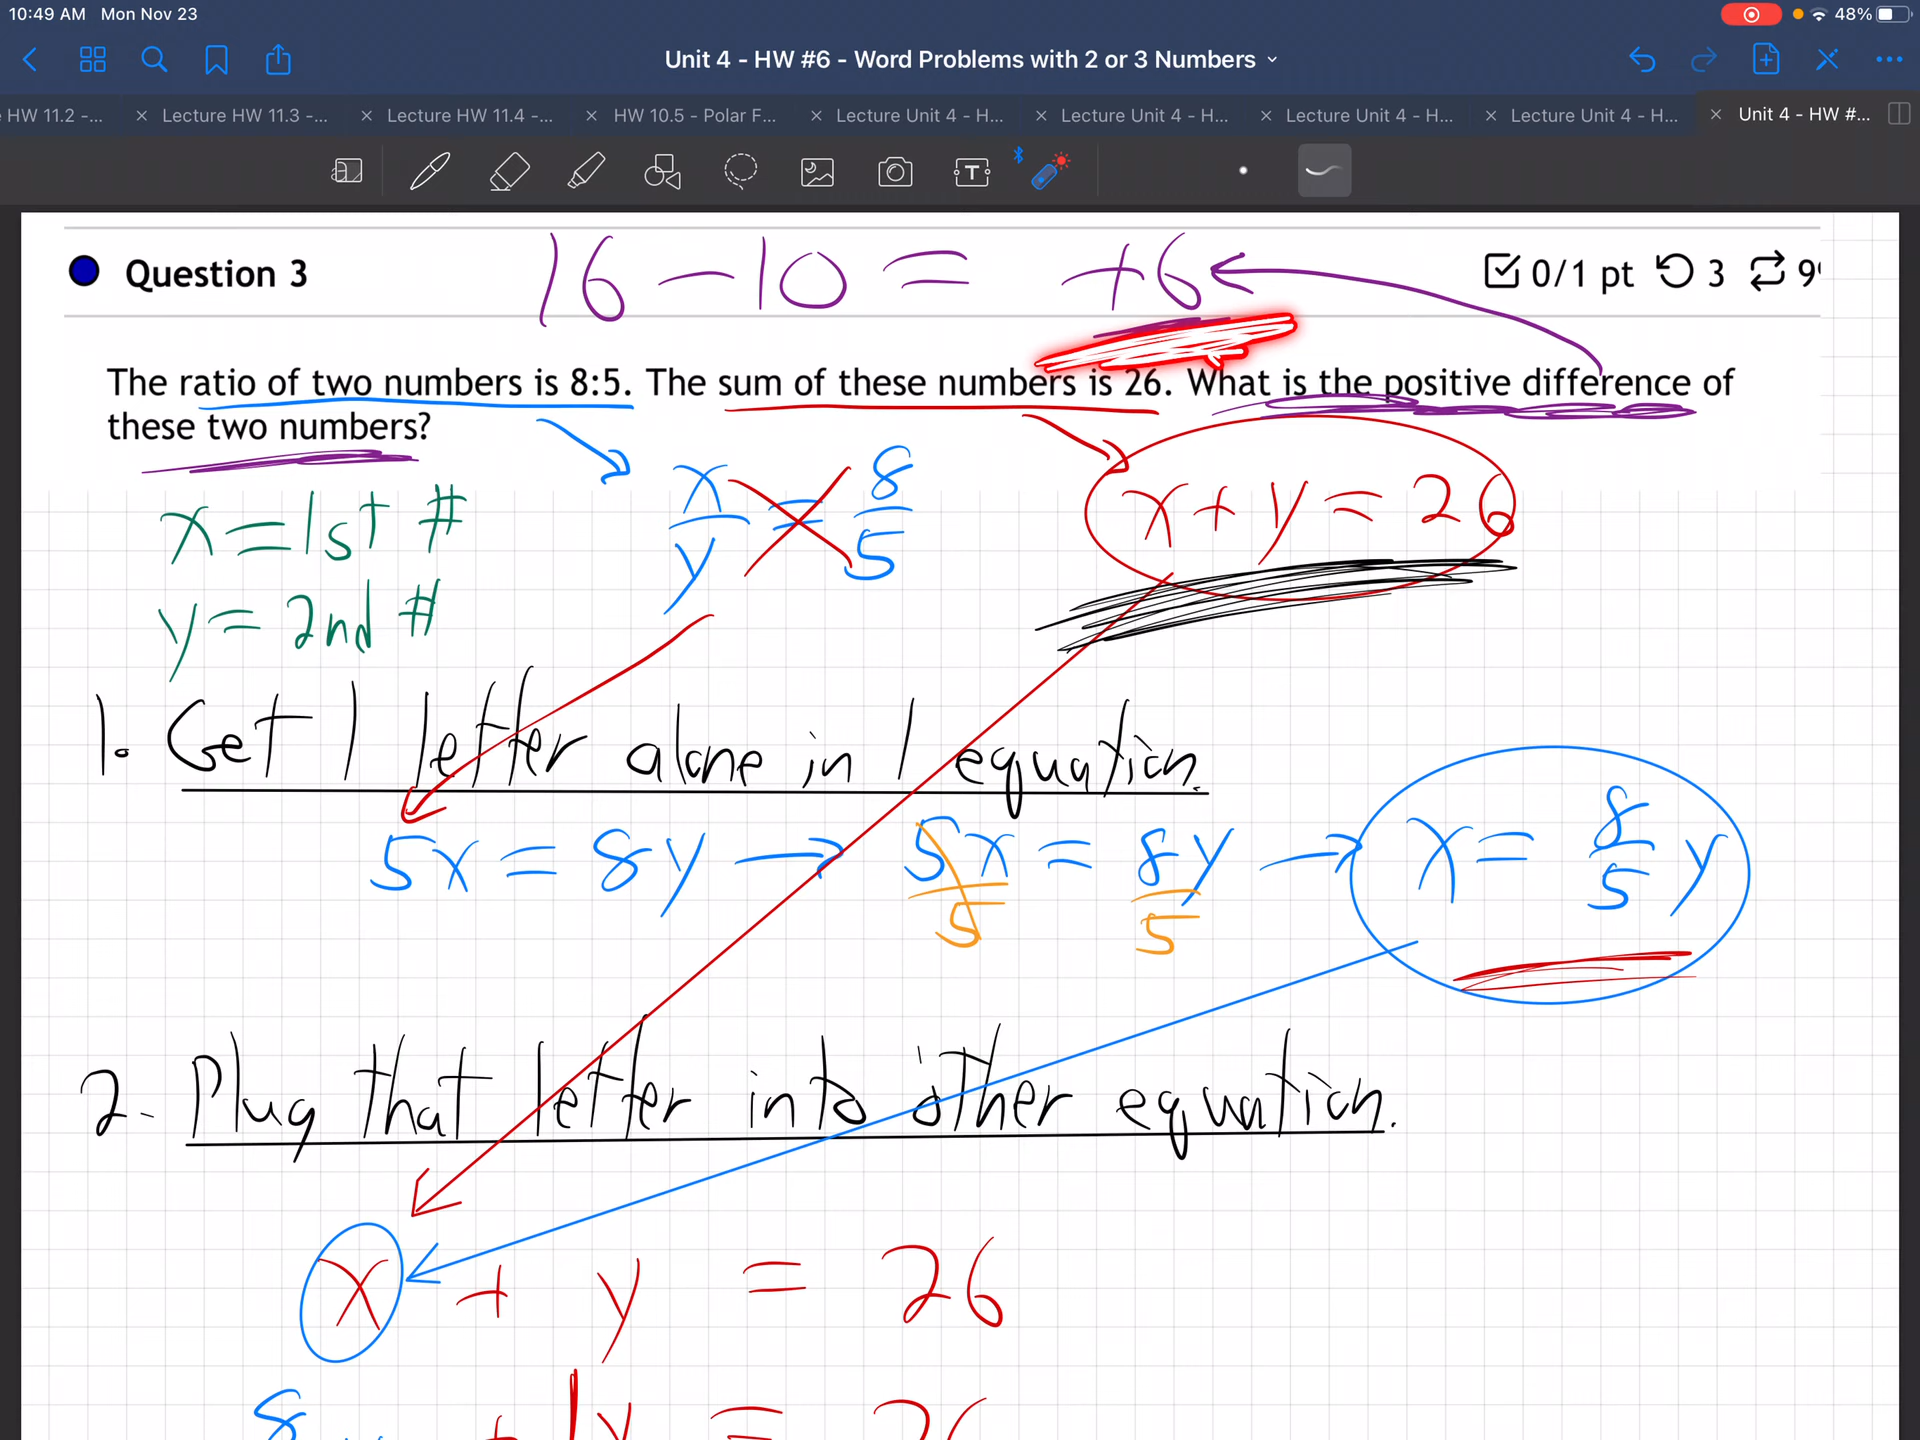 10:49 AM Mon Nov 23
48%
Unit 4 - HW #6 - Word Problems with 2 or 3 Numbers
HW 11.2 -...
× Lecture HW 11.3 -...
× Lecture HW 11.4 -...
× HW 10.5 - Polar F...
× Lecture Unit 4 - H...
× Lecture Unit 4 - H...
× Lecture Unit 4 - H...
× Lecture Unit 4 - H...
× Unit 4 - HW #...
Question 3
16 - 10 = +6
0/1 pt 3 9
The ratio of two numbers is 8:5. The sum of these numbers is 26. What is the positive difference of
these two numbers?
x = 1st #
y = 2nd #
x/y = 8/5
x + y = 26
1. Get 1 letter alone in 1 equation.
5x = 8y → 5x/5 = 8y/5 → x = 8/5 y
2. Plug that letter into other equation.
x + y = 26
8 + 1y = 26